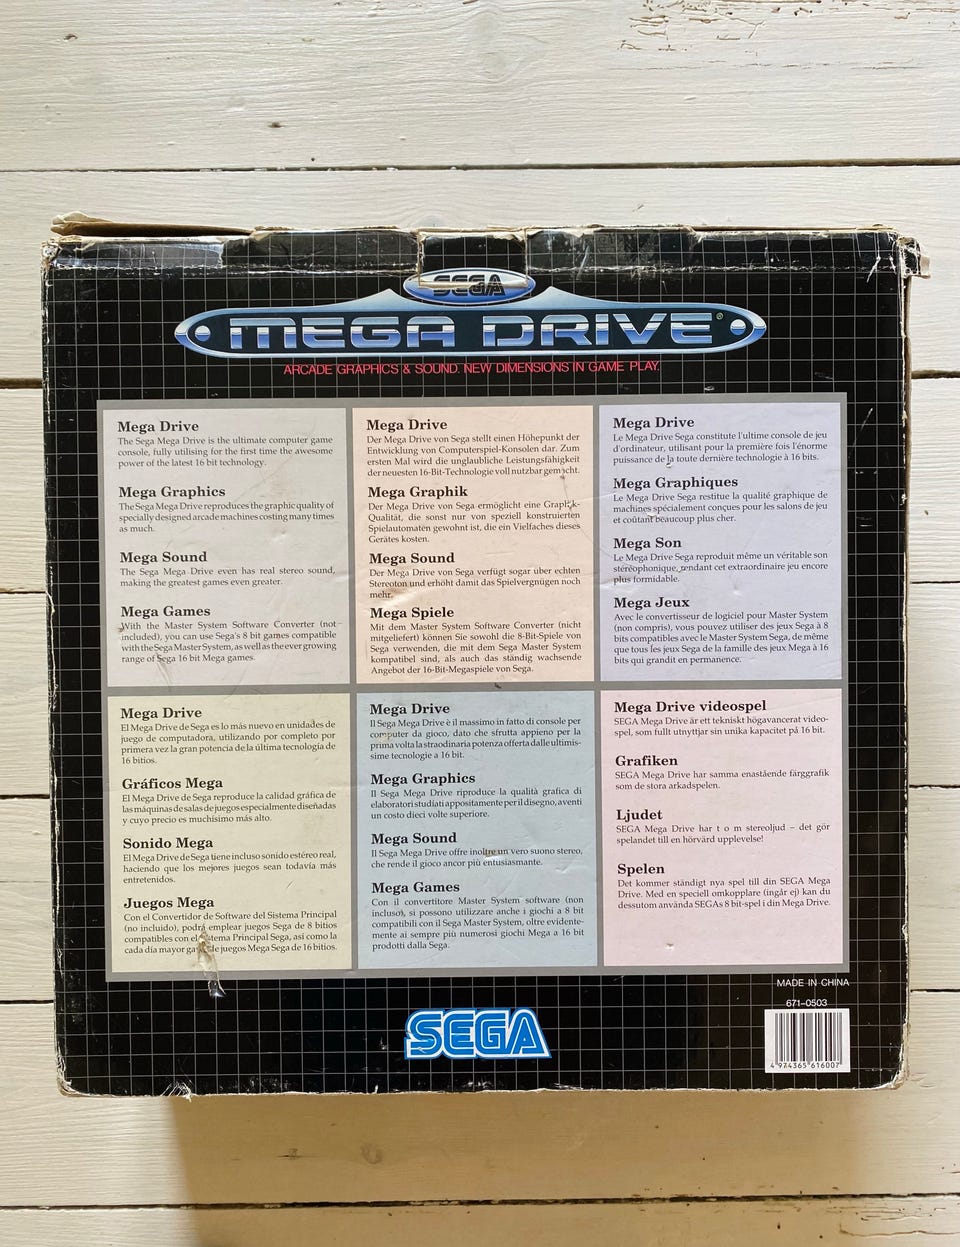 SEGA
MEGA DRIVE®
ARCADE GRAPHICS & SOUND. NEW DIMENSIONS IN GAME PLAY.
Mega Drive
The Sega Mega Drive is the ultimate computer game
console, fully utilising for the first time the awesome
power of the latest 16 bit technology.
Mega Graphics
The Sega Mega Drive reproduces the graphic quality of
specially designed arcade machines costing many times
as much.
Mega Sound
The Sega Mega Drive even has real stereo sound,
making the greatest games even greater.
Mega Games
With the Master System Software Converter (not
included), you can use Sega's 8 bit games compatible
with the Sega Master System, as well as the ever growing
range of Sega 16 bit Mega games.
Mega Drive
Der Mega Drive von Sega stellt einen Höhepunkt der
Entwicklung von Computerspiel-Konsolen dar. Zum
ersten Mal wird die unglaubliche Leistungsfähigkeit
der neuesten 16-Bit-Technologie voll nutzbar gemacht.
Mega Graphik
Der Mega Drive von Sega ermöglicht eine Graphik-
Qualität, die sonst nur von speziell konstruierten
Spielautomaten gewohnt ist, die ein Vielfaches dieses
Gerätes kosten.
Mega Sound
Der Mega Drive von Sega verfügt sogar über echten
Stereoton und erhöht damit das Spielvergnügen noch
mehr.
Mega Spiele
Mit dem Master System Software Converter (nicht
mitgeliefert) können Sie sowohl die 8-Bit-Spiele von
Sega verwenden, die mit dem Sega Master System
kompatibel sind, als auch das ständig wachsende
Angebot der 16-Bit-Megaspiele von Sega.
Mega Drive
Le Mega Drive Sega constitute l'ultime console de jeu
d'ordinateur, utilisant pour la première fois l'énorme
puissance de la toute dernière technologie à 16 bits.
Mega Graphiques
Le Mega Drive Sega restitue la qualité graphique de
machines spécialement conçues pour les salons de jeu
et coûtant beaucoup plus cher.
Mega Son
Le Mega Drive Sega reproduit même un véritable son
stéréophonique, rendant cet extraordinaire jeu encore
plus formidable.
Mega Jeux
Avec le convertisseur de logiciel pour Master System
(non compris), vous pouvez utiliser des jeux Sega à 8
bits compatibles avec le Master System Sega, de même
que tous les jeux Sega de la famille des jeux Mega à 16
bits qui grandit en permanence.
Mega Drive
El Mega Drive de Sega es lo más nuevo en unidades de
juego de computadora, utilizando por completo por
primera vez la gran potencia de la última tecnología de
16 bitios.
Gráficos Mega
El Mega Drive de Sega reproduce la calidad gráfica de
las máquinas de salas de juegos especialmente diseñadas
y cuyo precio es muchísimo más alto.
Sonido Mega
El Mega Drive de Sega tiene incluso sonido estéreo real,
haciendo que los mejores juegos sean todavía más
entretenidos.
Juegos Mega
Con el Convertidor de Software del Sistema Principal
(no incluido), podrá emplear juegos Sega de 8 bitios
compatibles con el Sistema Principal Sega, así como la
cada día mayor de juegos Mega Sega de 16 bitios.
Mega Drive
Il Sega Mega Drive è il massimo in fatto di console per
computer da gioco, dato che sfrutta appieno per la
prima volta la straodinaria potenza offerta dalle ultimis-
sime tecnologie a 16 bit.
Mega Graphics
Il Sega Mega Drive riproduce la qualità grafica di
elaboratori studiati appositamente per il disegno, aventi
un costo dieci volte superiore.
Mega Sound
Il Sega Mega Drive offre inoltre un vero suono stereo,
che rende il gioco ancor più entusiasmante.
Mega Games
Con il convertitore Master System software (non
incluso), si possono utilizzare anche i giochi a 8 bit
compatibili con il Sega Master System, oltre evidente-
mente ai sempre più numerosi giochi Mega a 16 bit
prodotti dalla Sega.
Mega Drive videospel
SEGA Mega Drive är ett tekniskt högavancerat video-
spel, som fullt utnyttjar sin unika kapacitet på 16 bit.
Grafiken
SEGA Mega Drive har samma enastående färggrafik
som de stora arkadspelen.
Ljudet
SEGA Mega Drive har t o m stereoljud – det gör
spelandet till en hörvärd upplevelse!
Spelen
Det kommer ständigt nya spel till din SEGA Mega
Drive. Med en speciell omkopplare (ingår ej) kan du
dessutom använda SEGAs 8 bit-spel i din Mega Drive.
MADE IN CHINA
671-0503
4 974365 616007
SEGA